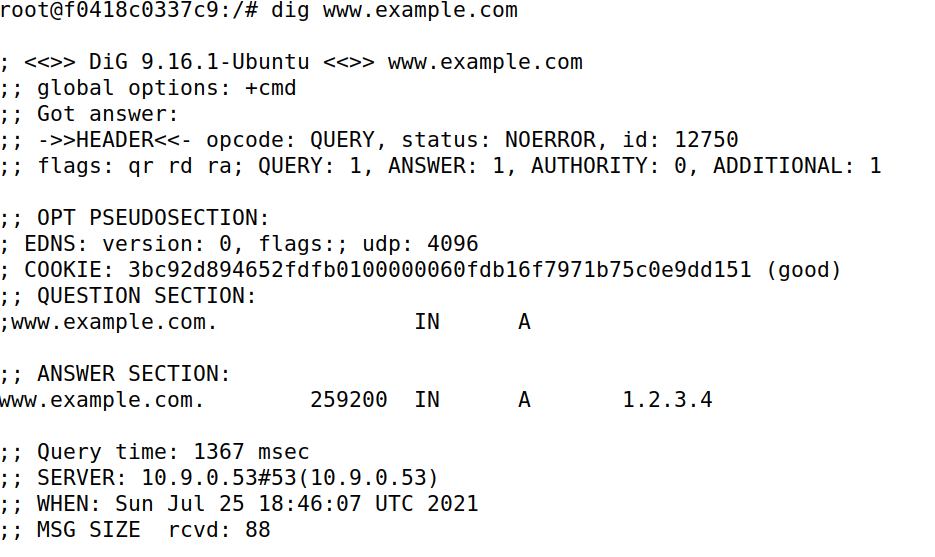 root@f0418c0337c9:/# dig www.example.com
; <<>> DiG 9.16.1-Ubuntu <<>> www.example.com
;; global options: +cmd
;; Got answer:
;; ->>HEADER<<- opcode: QUERY, status: NOERROR, id: 12750
;; flags: qr rd ra; QUERY: 1, ANSWER: 1, AUTHORITY: 0, ADDITIONAL: 1
;; OPT PSEUDOSECTION:
; EDNS: version: 0, flags:; udp: 4096
; COOKIE: 3bc92d894652fdfb0100000060fdb16f7971b75c0e9dd151 (good)
;; QUESTION SECTION:
;www.example.com. IN A
;; ANSWER SECTION:
www.example.com. 259200 IN A 1.2.3.4
;; Query time: 1367 msec
;; SERVER: 10.9.0.53#53(10.9.0.53)
;; WHEN: Sun Jul 25 18:46:07 UTC 2021
;; MSG SIZE  rcvd: 88